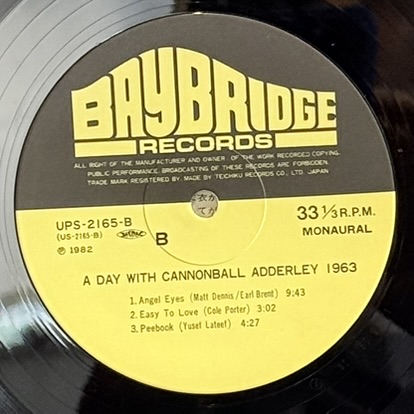 BAYBRIDGE
RECORDS
ALL RIGHT OF THE MANUFACTURER AND OWNER OF THE WORK RECORDED COPYING,
PUBLIC PERFORMANCE, BROADCASTING OF THESE RECORDS ARE FORBIDDEN.
TRADE MARK REGISTERED BY. MADE BY TEICHIKU RECORDS CO., LTD. JAPAN
UPS-2165-B
33 1/3 R.P.M.
(US-2165-B)
B
MONAURAL
℗ 1982
A DAY WITH CANNONBALL ADDERLEY 1963
1. Angel Eyes (Matt Dennis/Earl Brent) 9:43
2. Easy To Love (Cole Porter) 3:02
3. Peebook (Yusef Lateef) 4:27